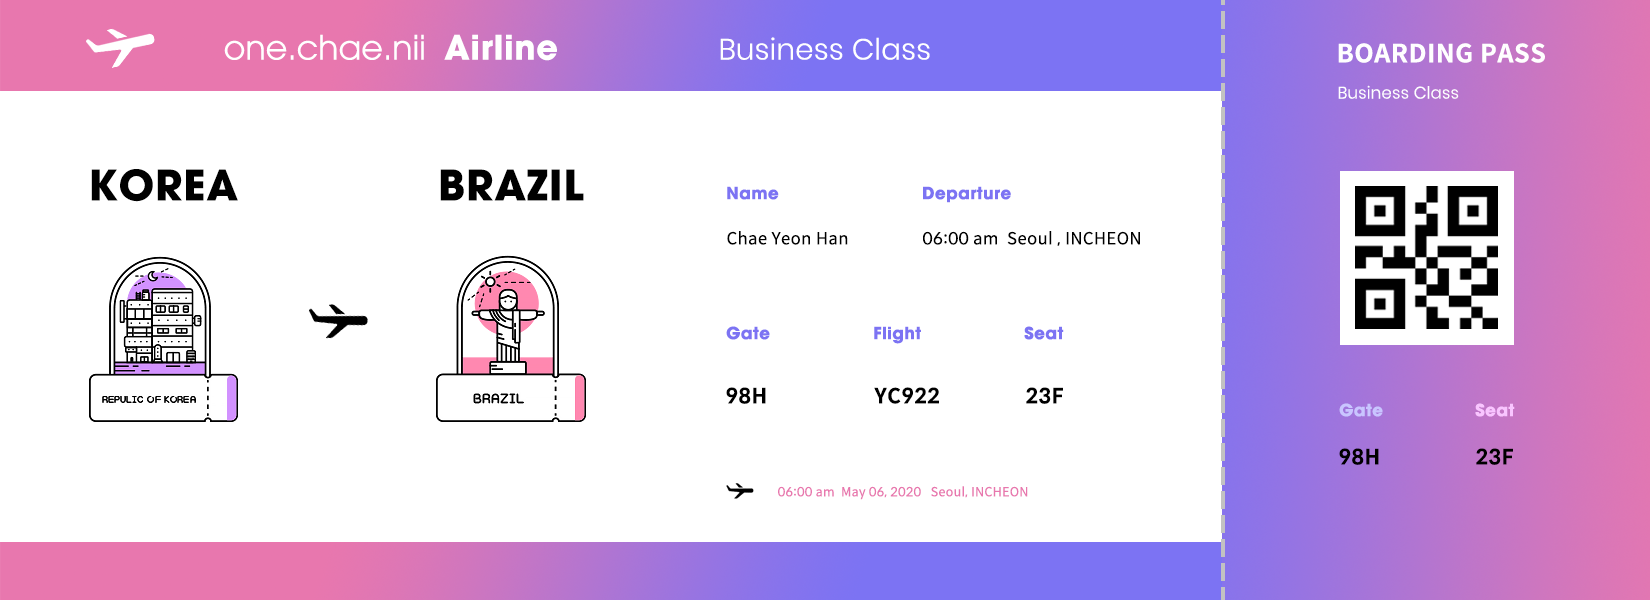 one.chae.nii Airline
Business Class
KOREA
BRAZIL
REPULIC OF KOREA
BRAZIL
Name
Departure
Chae Yeon Han
06:00 am Seoul , INCHEON
Gate
Flight
Seat
98H
YC922
23F
06:00 am May 06, 2020 Seoul, INCHEON
BOARDING PASS
Business Class
Gate
Seat
98H
23F